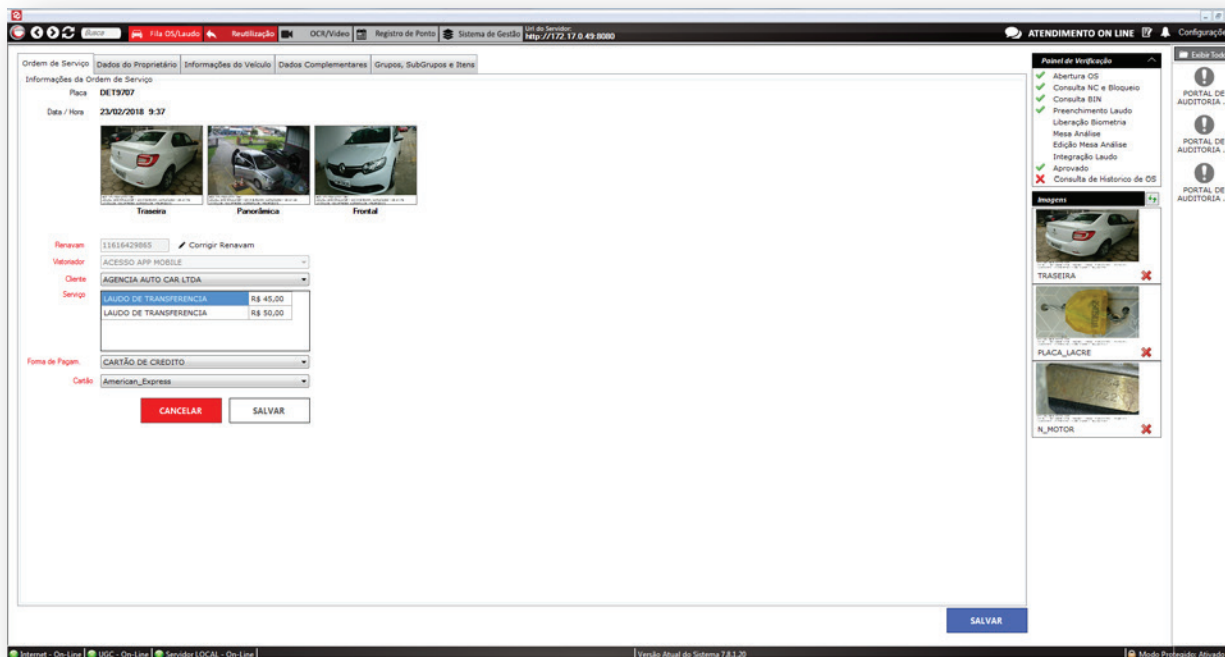 Buscar
Fila OS/Laudo
Reutilização
OCR/Video
Registro de Ponto
Sistema de Gestão
Url do Servidor:
http://172.17.0.49:8080
ATENDIMENTO ON LINE
Configuraçõe
Ordem de Serviço
Dados do Proprietário
Informações do Veículo
Dados Complementares
Grupos, SubGrupos e Itens
Informações da Ordem de Serviço
Placa DET9707
Data / Hora 23/02/2018 9:37
Traseira
Panorâmica
Frontal
Renavam 11616429865 Corrigir Renavam
Vistoriador ACESSO APP MOBILE
Cliente AGENCIA AUTO CAR LTDA
Serviço LAUDO DE TRANSFERENCIA R$ 45,00
LAUDO DE TRANSFERENCIA R$ 50,00
Forma de Pagam. CARTÃO DE CREDITO
Cartão American_Express
CANCELAR
SALVAR
Painel de Verificação
Abertura OS
Consulta NC e Bloqueio
Consulta BIN
Preenchimento Laudo
Liberação Biometria
Mesa Análise
Edição Mesa Análise
Integração Laudo
Aprovado
Consulta de Historico de OS
Imagens
TRASEIRA
PLACA_LACRE
N_MOTOR
Exibir Todo
PORTAL DE
AUDITORIA .
PORTAL DE
AUDITORIA .
PORTAL DE
AUDITORIA .
SALVAR
Internet - On-Line
UGC - On-Line
Servidor LOCAL - On-Line
Versão Atual do Sistema 7.8.1.20
Modo Protegido: Ativado